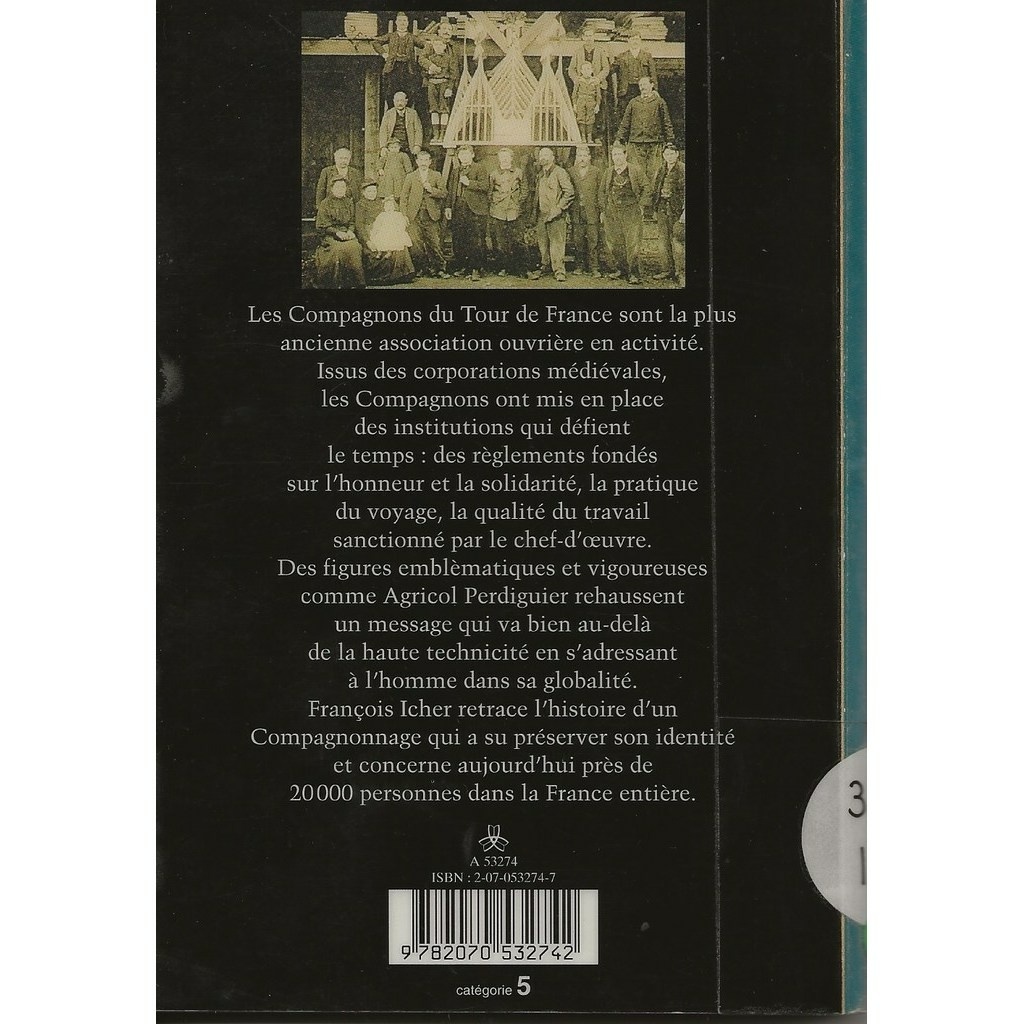 Les Compagnons du Tour de France sont la plus
ancienne association ouvrière en activité.
Issus des corporations médiévales,
les Compagnons ont mis en place
des institutions qui défient
le temps : des règlements fondés
sur l'honneur et la solidarité, la pratique
du voyage, la qualité du travail
sanctionné par le chef-d'œuvre.
Des figures emblèmatiques et vigoureuses
comme Agricol Perdiguier rehaussent
un message qui va bien au-delà
de la haute technicité en s'adressant
à l'homme dans sa globalité.
François Icher retrace l'histoire d'un
Compagnonnage qui a su préserver son identité
et concerne aujourd'hui près de
20 000 personnes dans la France entière.
3
A 53274
ISBN : 2-07-053274-7
9 782070 532742
catégorie 5